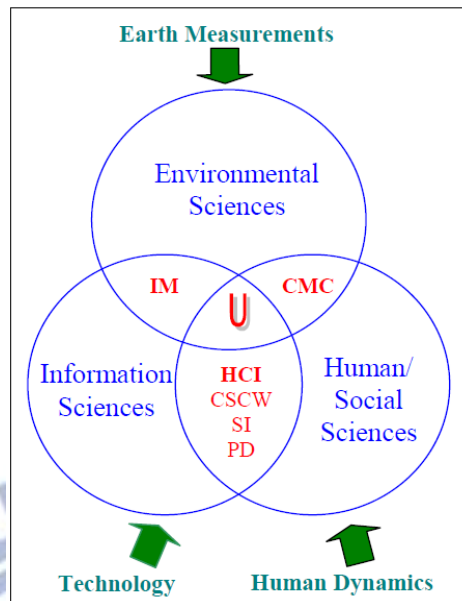 Earth Measurements
Environmental
Sciences
IM
CMC
U
Information
Sciences
HCI
CSCW
SI
PD
Human/
Social
Sciences
Technology
Human Dynamics